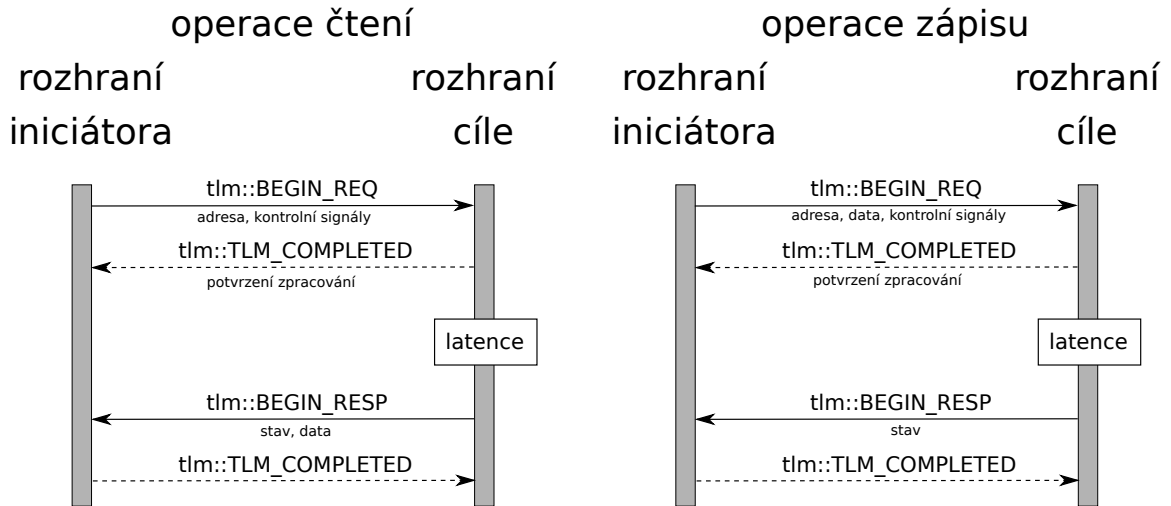 operace čtení
rozhraní
iniciátora
rozhraní
cíle
tlm::BEGIN_REQ
adresa, kontrolní signály
tlm::TLM_COMPLETED
potvrzení zpracování
latence
tlm::BEGIN_RESP
stav, data
tlm::TLM_COMPLETED
operace zápisu
rozhraní
iniciátora
rozhraní
cíle
tlm::BEGIN_REQ
adresa, data, kontrolní signály
tlm::TLM_COMPLETED
potvrzení zpracování
latence
tlm::BEGIN_RESP
stav
tlm::TLM_COMPLETED